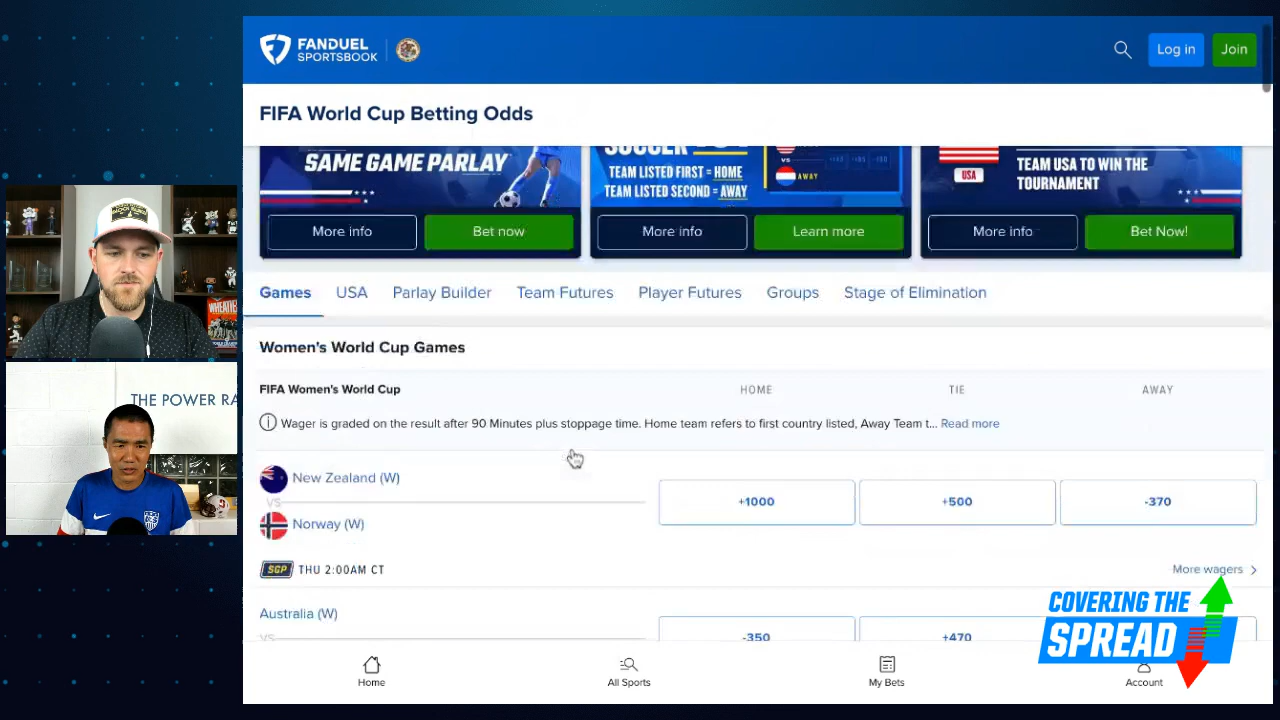 FANDUEL
SPORTSBOOK
Log in
Join
FIFA World Cup Betting Odds
SAME GAME PARLAY
More info
Bet now
SOCCER
TEAM LISTED FIRST = HOME
TEAM LISTED SECOND = AWAY
VS
AWAY
More info
Learn more
USA
TEAM USA TO WIN THE
TOURNAMENT
More info
Bet Now!
Games
USA
Parlay Builder
Team Futures
Player Futures
Groups
Stage of Elimination
Women's World Cup Games
FIFA Women's World Cup
HOME
TIE
AWAY
Wager is graded on the result after 90 Minutes plus stoppage time. Home team refers to first country listed, Away Team t... Read more
New Zealand (W)
VS
Norway (W)
+1000
+500
-370
SGP THU 2:00AM CT
More wagers
Australia (W)
VS
-350
+470
Home
All Sports
My Bets
Account
COVERING THE
SPREAD
THE POWER RA
WHEATIES